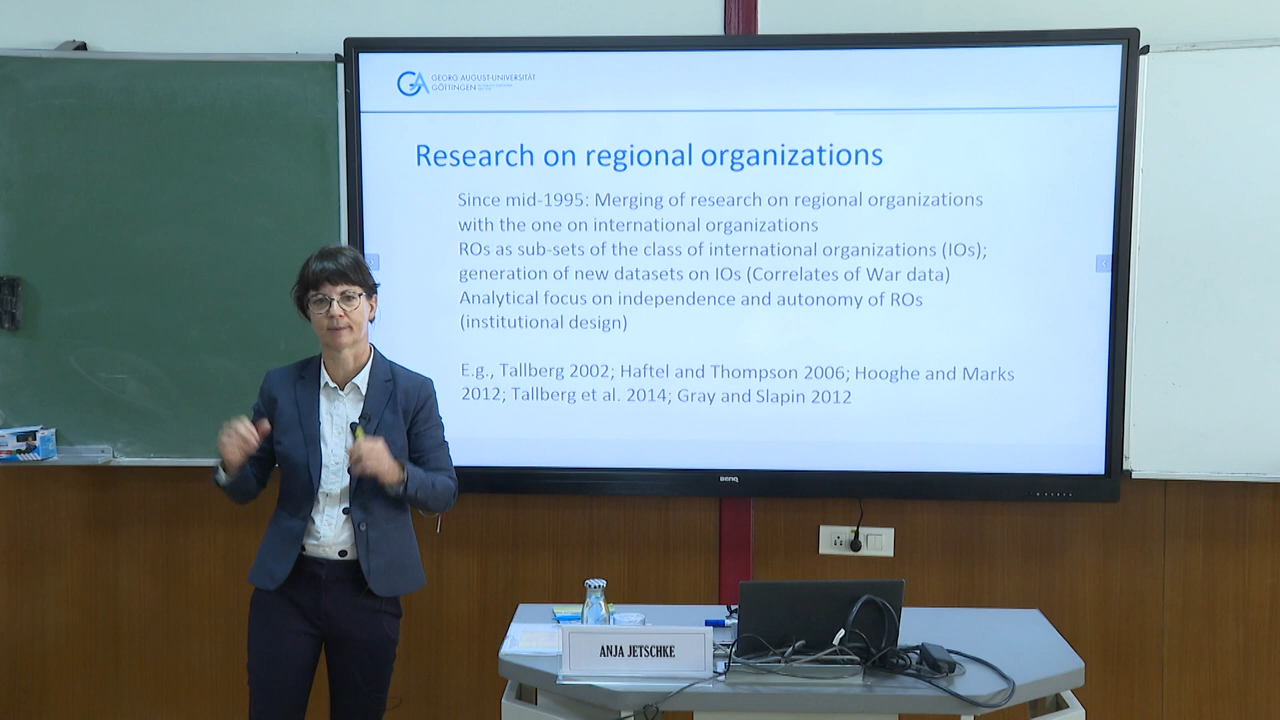 GEORG AUGUST-UNIVERSITÄT
GÖTTINGEN
Research on regional organizations
Since mid-1995: Merging of research on regional organizations
with the one on international organizations
ROs as sub-sets of the class of international organizations (IOs);
generation of new datasets on IOs (Correlates of War data)
Analytical focus on independence and autonomy of ROs
(institutional design)
E.g., Tallberg 2002; Haftel and Thompson 2006; Hooghe and Marks
2012; Tallberg et al. 2014; Gray and Slapin 2012
BENQ
ANJA JETSCHKE